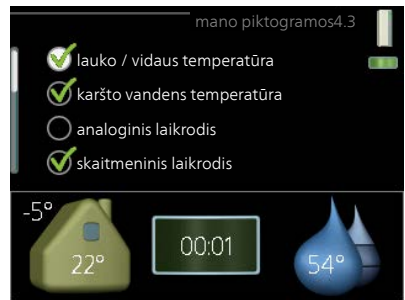 mano piktogramos4.3
lauko / vidaus temperatūra
karšto vandens temperatūra
analoginis laikrodis
skaitmeninis laikrodis
-5°
22°
00:01
54°